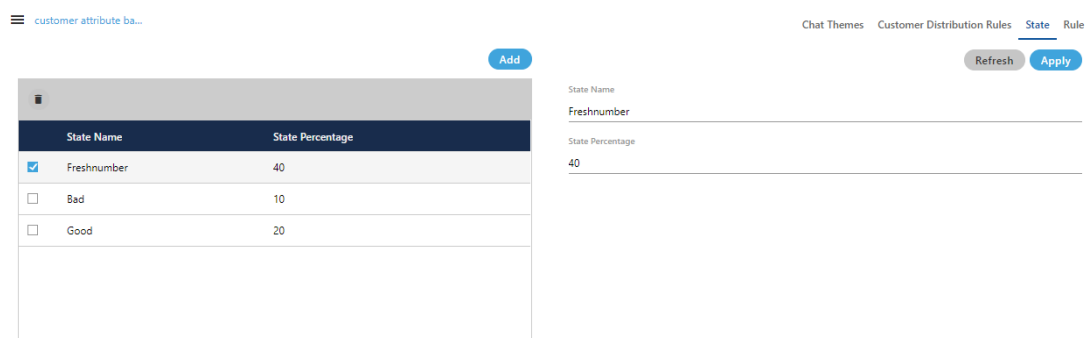 customer attribute ba...
Chat Themes Customer Distribution Rules State Rule
Add
Refresh Apply
State Name State Percentage
Freshnumber 40
Bad 10
Good 20
State Name
Freshnumber
State Percentage
40